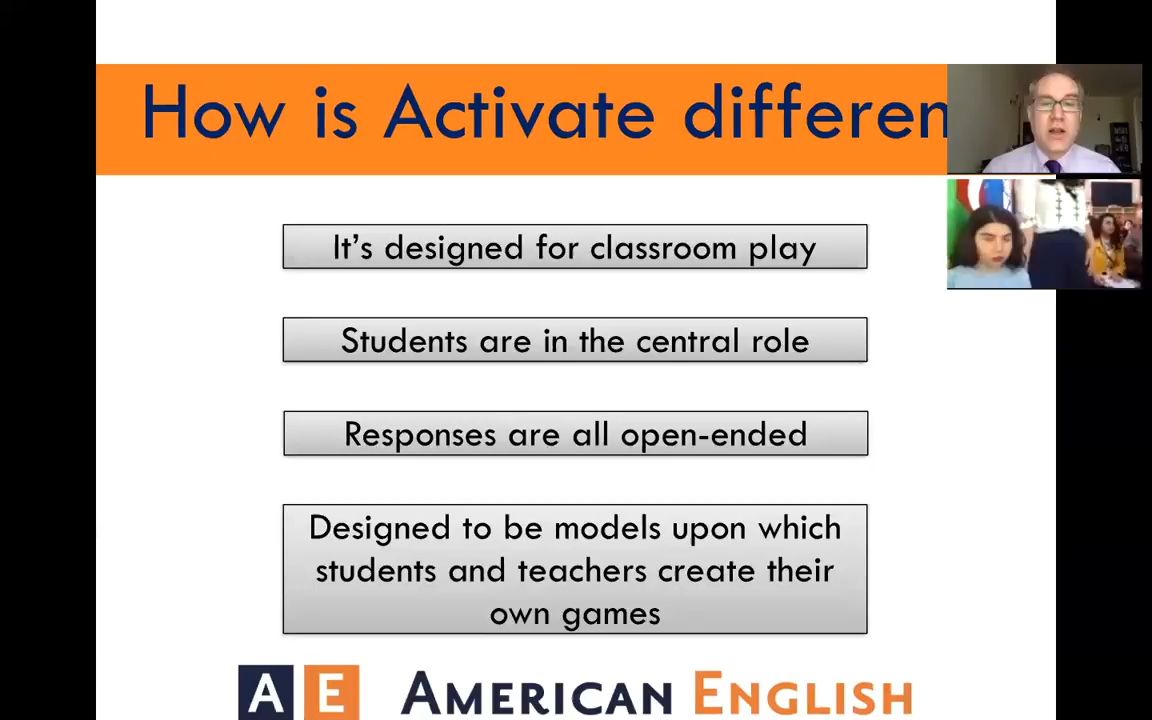 How is Activate differen
It's designed for classroom play
Students are in the central role
Responses are all open-ended
Designed to be models upon which
students and teachers create their
own games
AE AMERICAN ENGLISH